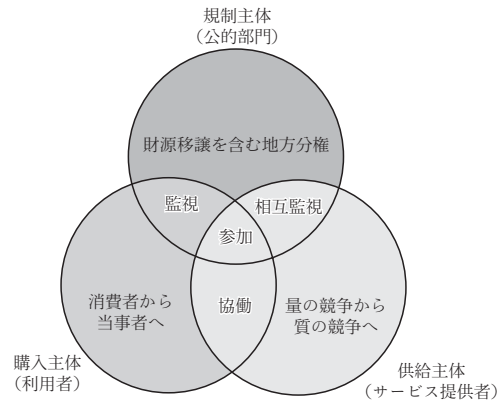 規制主体
（公的部門）
財源移譲を含む地方分権
監視
相互監視
参加
消費者から
当事者へ
協働
量の競争から
質の競争へ
購入主体
（利用者）
供給主体
（サービス提供者）